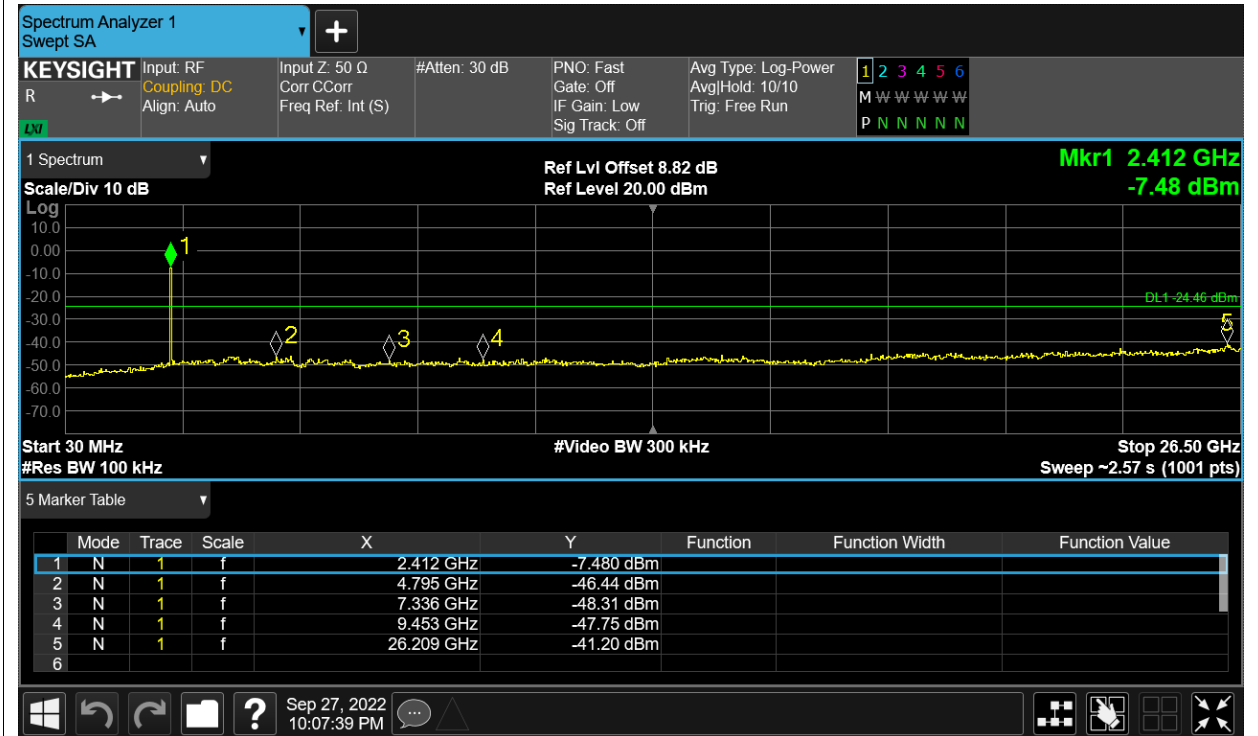 Spectrum Analyzer 1
Swept SA
+
KEYSIGHT Input: RF Input Z: 50 Ω #Atten: 30 dB PNO: Fast Avg Type: Log-Power 1 2 3 4 5 6
R Coupling: DC Corr CCorr Gate: Off Avg|Hold: 10/10 M W W W W W W
Align: Auto Freq Ref: Int (S) IF Gain: Low Trig: Free Run
LXI Sig Track: Off P N N N N N N
1 Spectrum Ref Lvl Offset 8.82 dB Mkr1 2.412 GHz
Scale/Div 10 dB Ref Level 20.00 dBm -7.48 dBm
Log
10.0
0.00 1
-10.0
-20.0 DL1 -24.46 dBm
-30.0 5
-40.0 2 3 4
-50.0
-60.0
-70.0
Start 30 MHz #Video BW 300 kHz Stop 26.50 GHz
#Res BW 100 kHz Sweep ~2.57 s (1001 pts)
5 Marker Table
Mode Trace Scale X Y Function Function Width Function Value
1 N 1 f 2.412 GHz -7.480 dBm
2 N 1 f 4.795 GHz -46.44 dBm
3 N 1 f 7.336 GHz -48.31 dBm
4 N 1 f 9.453 GHz -47.75 dBm
5 N 1 f 26.209 GHz -41.20 dBm
6
? Sep 27, 2022
10:07:39 PM